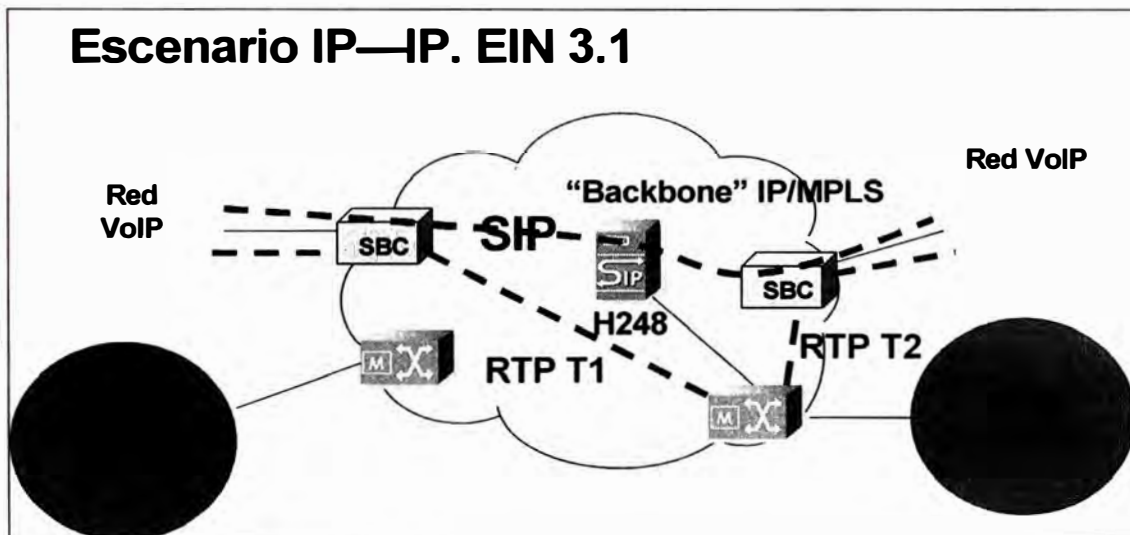 Escenario IP—IP. EIN 3.1
Red VoIP
Red
VoIP
"Backbone" IP/MPLS
SIP
SBC
SIP
SBC
H248
RTP T1
RTP T2
M
M